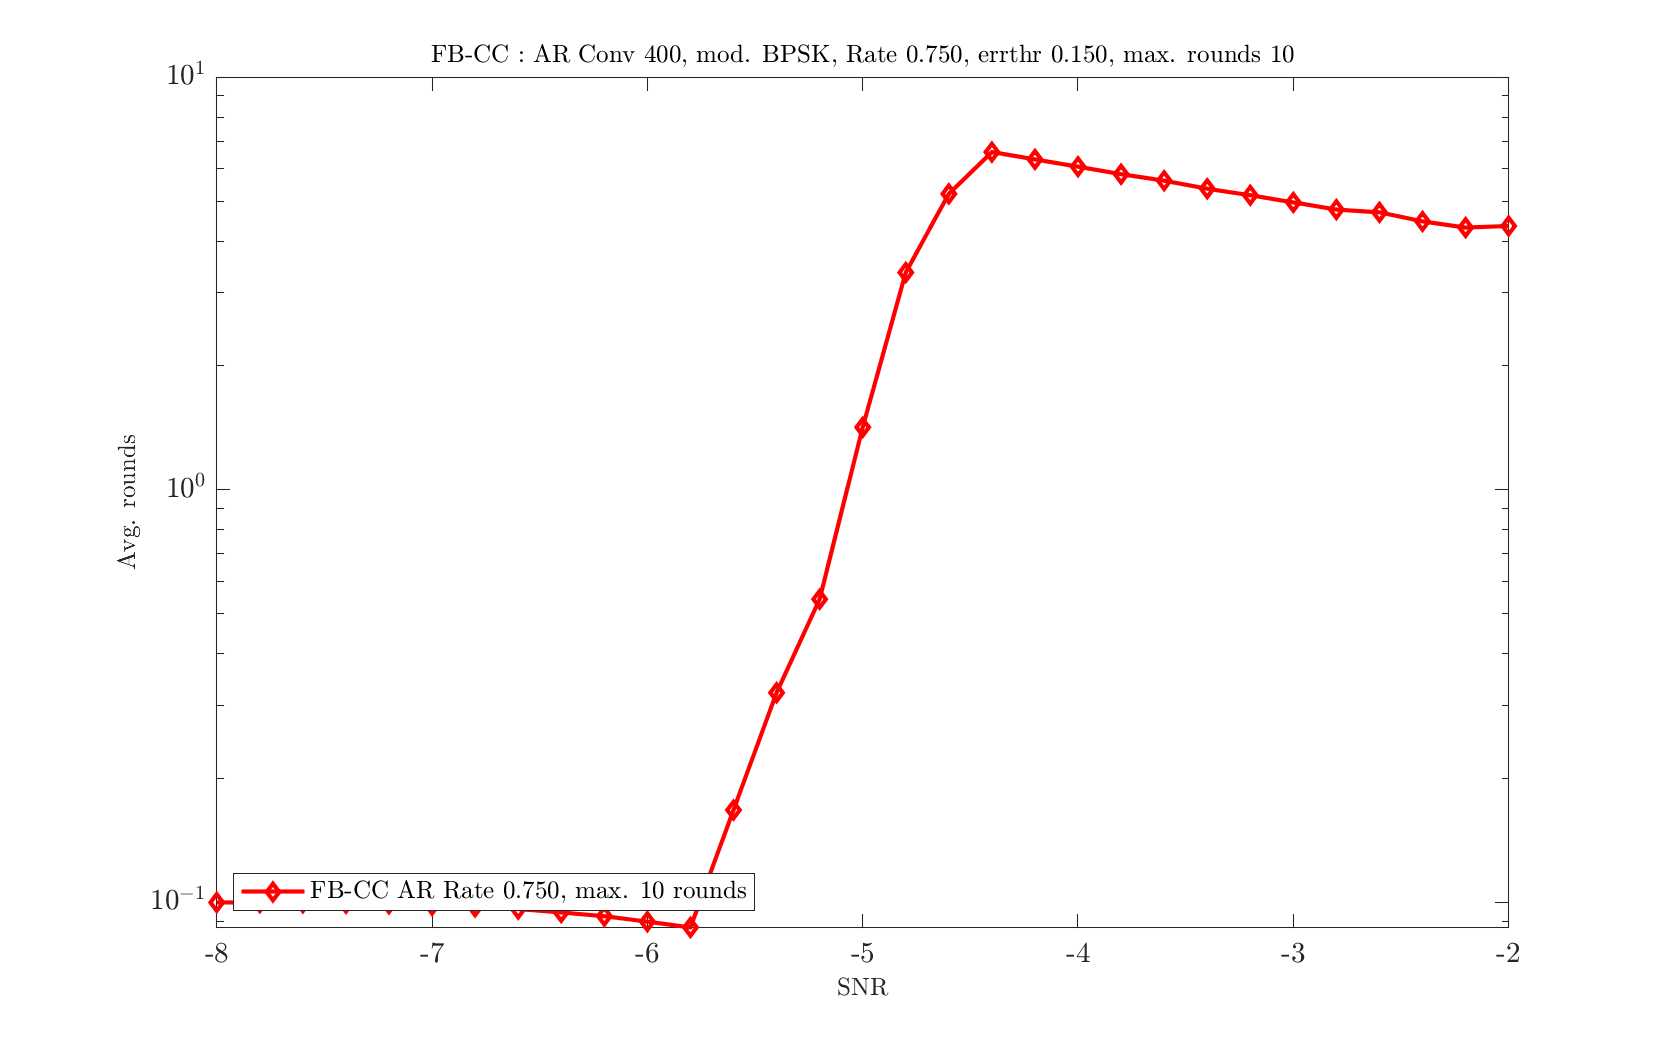 FB-CC : AR Conv 400, mod. BPSK, Rate 0.750, errthr 0.150, max. rounds 10
10^1
10^0
10^-1
Avg. rounds
FB-CC AR Rate 0.750, max. 10 rounds
-8 -7 -6 -5 -4 -3 -2
SNR